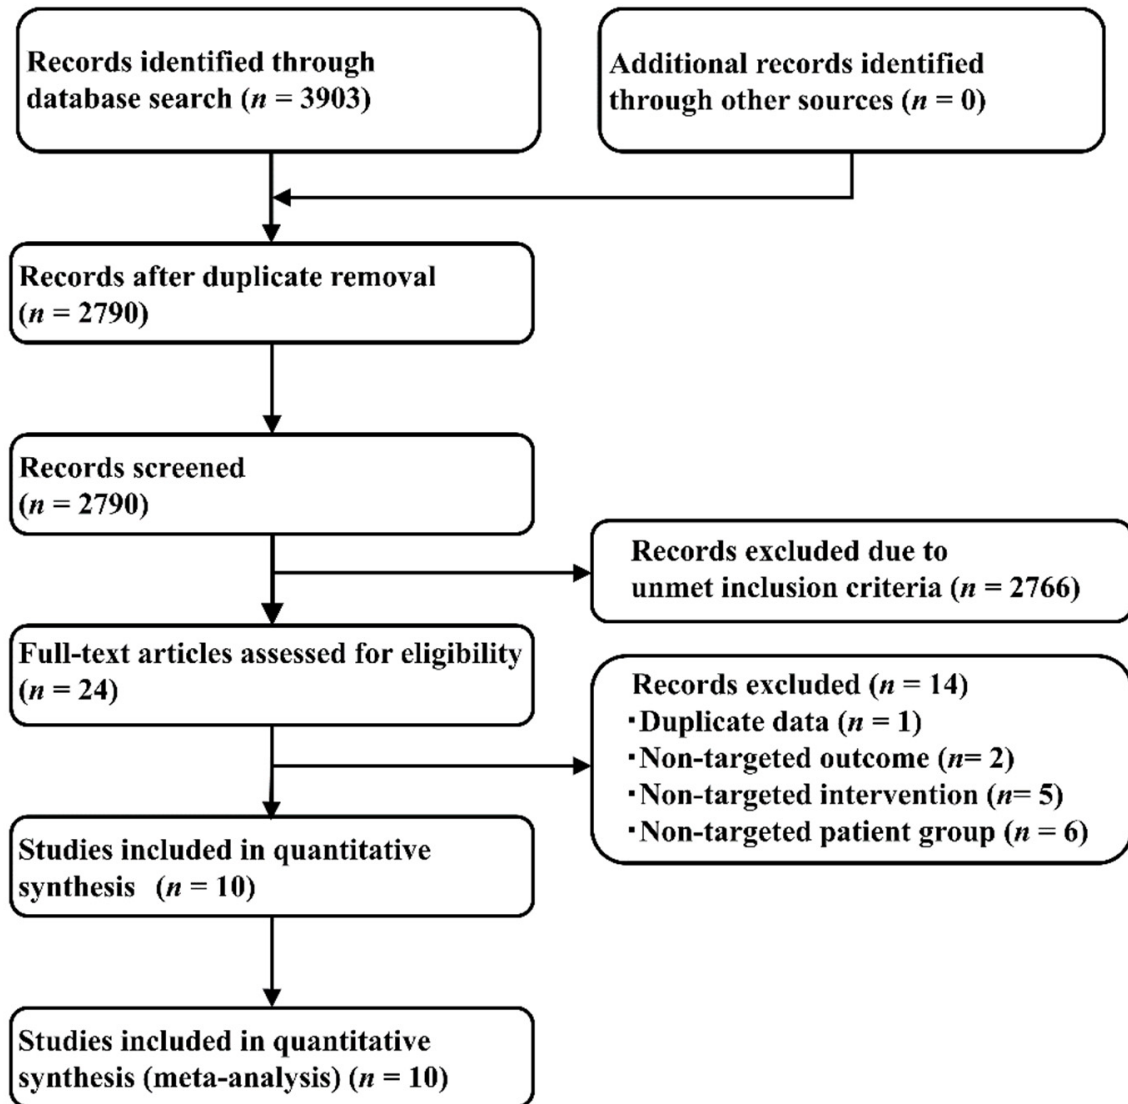 Records identified through
database search (n = 3903)
Additional records identified
through other sources (n = 0)
Records after duplicate removal
(n = 2790)
Records screened
(n = 2790)
Records excluded due to
unmet inclusion criteria (n = 2766)
Full-text articles assessed for eligibility
(n = 24)
Records excluded (n = 14)
・Duplicate data (n = 1)
・Non-targeted outcome (n= 2)
・Non-targeted intervention (n= 5)
・Non-targeted patient group (n = 6)
Studies included in quantitative
synthesis (n = 10)
Studies included in quantitative
synthesis (meta-analysis) (n = 10)